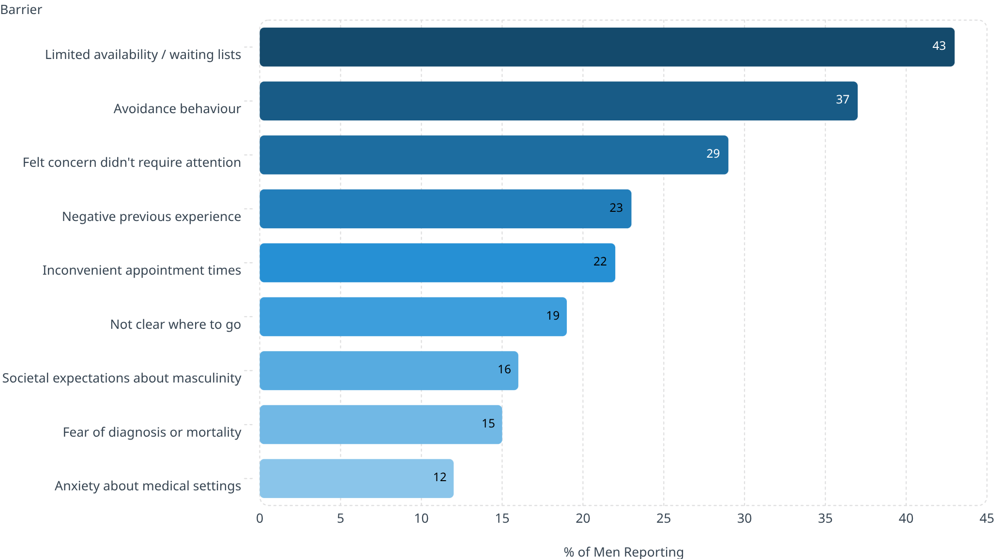 Barrier
Limited availability / waiting lists
43
Avoidance behaviour
37
Felt concern didn't require attention
29
Negative previous experience
23
Inconvenient appointment times
22
Not clear where to go
19
Societal expectations about masculinity
16
Fear of diagnosis or mortality
15
Anxiety about medical settings
12
0 5 10 15 20 25 30 35 40 45
% of Men Reporting